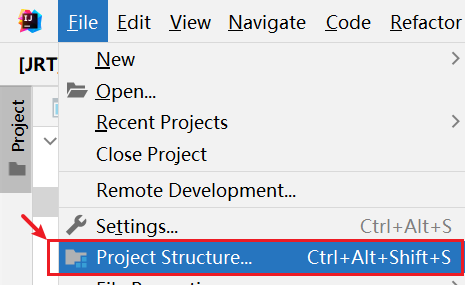 File Edit View Navigate Code Refactor
[JRT
Project
New
Open...
Recent Projects
Close Project
Remote Development...
Settings... Ctrl+Alt+S
Project Structure... Ctrl+Alt+Shift+S